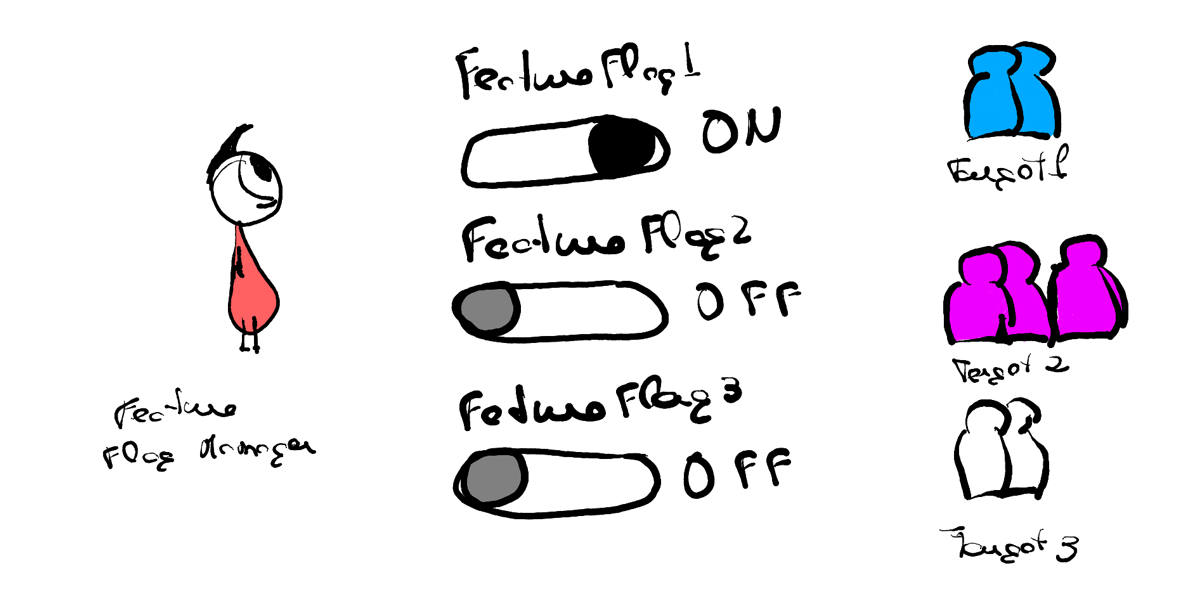 Feature Flag 1
ON
Target 1
Feature Flag 2
OFF
Target 2
Feature Flag 3
OFF
Target 3
Feature
Flag Manager